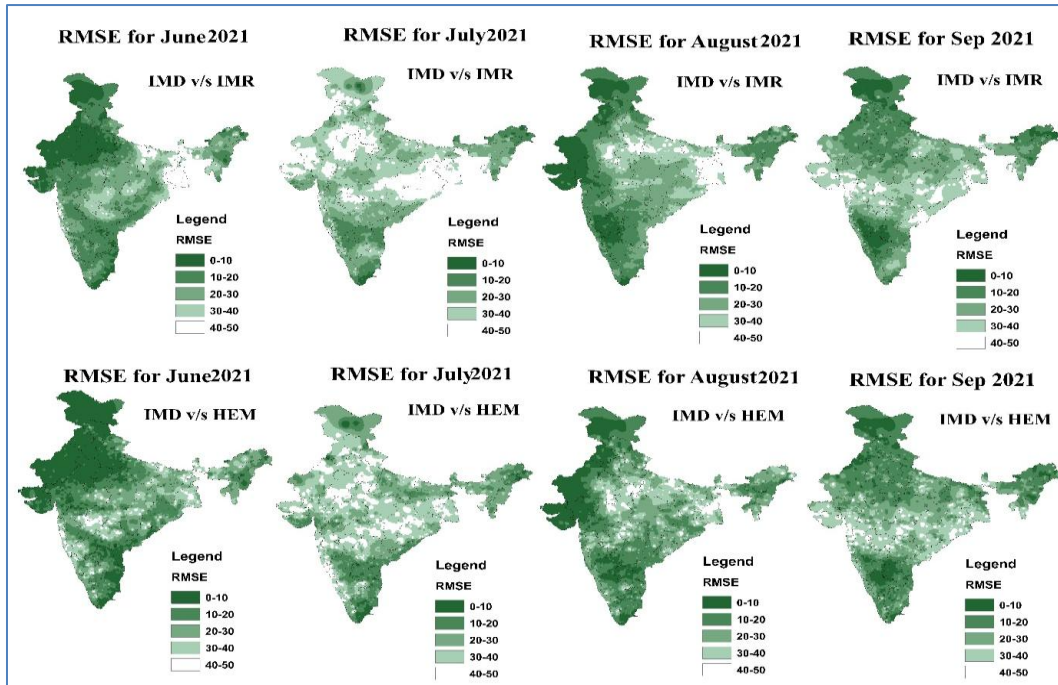 RMSE for June2021
IMD v/s IMR
Legend
RMSE
0-10
10-20
20-30
30-40
40-50
RMSE for July2021
IMD v/s IMR
Legend
RMSE
0-10
10-20
20-30
30-40
40-50
RMSE for August2021
IMD v/s IMR
Legend
RMSE
0-10
10-20
20-30
30-40
40-50
RMSE for Sep 2021
IMD v/s IMR
Legend
RMSE
0-10
10-20
20-30
30-40
40-50
RMSE for June2021
IMD v/s HEM
Legend
RMSE
0-10
10-20
20-30
30-40
40-50
RMSE for July2021
IMD v/s HEM
Legend
RMSE
0-10
10-20
20-30
30-40
40-50
RMSE for August2021
IMD v/s HEM
Legend
RMSE
0-10
10-20
20-30
30-40
40-50
RMSE for Sep 2021
IMD v/s HEM
Legend
RMSE
0-10
10-20
20-30
30-40
40-50